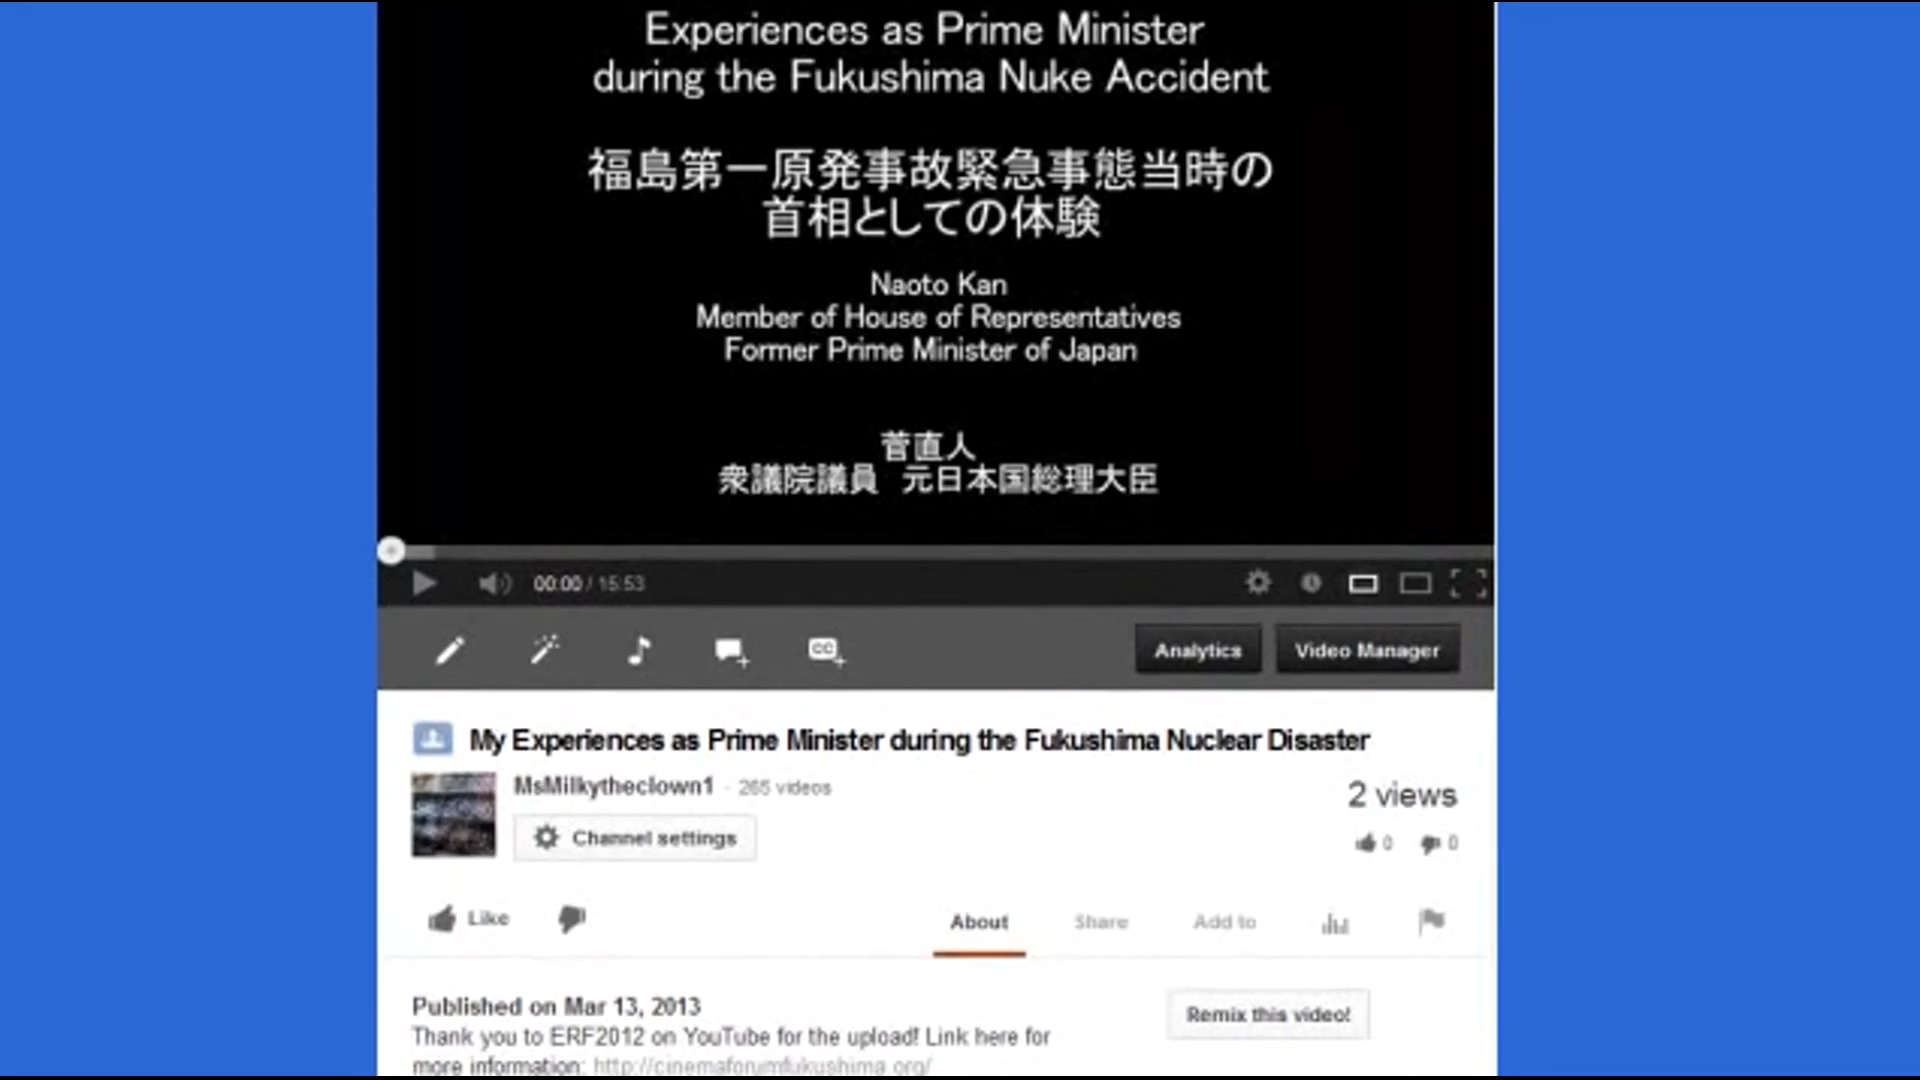 Experiences as Prime Minister
during the Fukushima Nuke Accident
福島第一原発事故緊急事態当時の
首相としての体験
Naoto Kan
Member of House of Representatives
Former Prime Minister of Japan
菅直人
衆議院議員 元日本国総理大臣
00:00 / 15:53
CC
Analytics
Video Manager
My Experiences as Prime Minister during the Fukushima Nuclear Disaster
MsMilkytheclown1 - 265 videos
2 views
Channel settings
0 0
Like
About
Share
Add to
Published on Mar 13, 2013
Remix this video!
Thank you to ERF2012 on YouTube for the upload! Link here for
more information: http://cinemaforumfukushima.org/